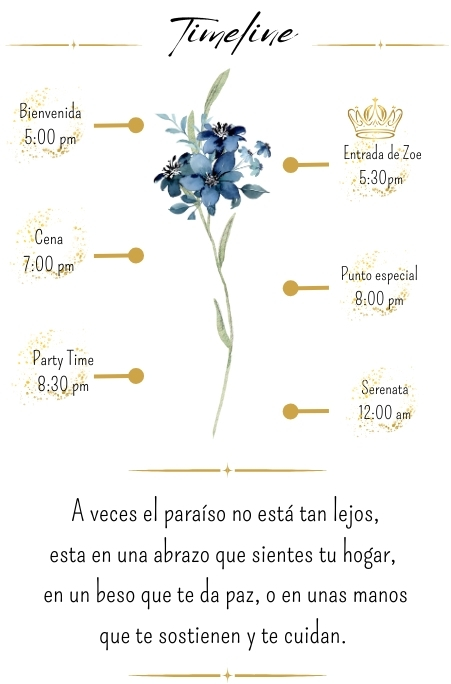 Timeline
Bienvenida
5:00 pm
Entrada de Zoe
5:30pm
Cena
7:00 pm
Punto especial
8:00 pm
Party Time
8:30 pm
Serenata
12:00 am
A veces el paraíso no está tan lejos,
esta en una abrazo que sientes tu hogar,
en un beso que te da paz, o en unas manos
que te sostienen y te cuidan.